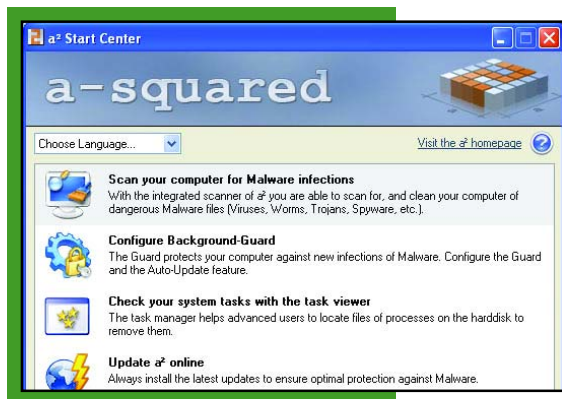 a² Start Center
a-squared
Choose Language...
Visit the a² homepage
Scan your computer for Malware infections
With the integrated scanner of a² you are able to scan for, and clean your computer of
dangerous Malware files (Viruses, Worms, Trojans, Spyware, etc.).
Configure Background-Guard
The Guard protects your computer against new infections of Malware. Configure the Guard
and the Auto-Update feature.
Check your system tasks with the task viewer
The task manager helps advanced users to locate files of processes on the harddisk to
remove them.
Update a² online
Always install the latest updates to ensure optimal protection against Malware.